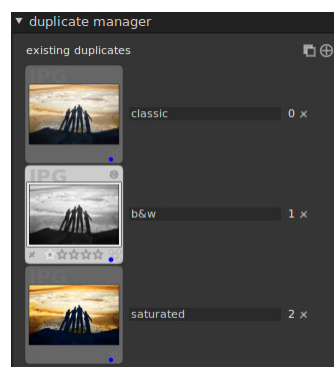 duplicate manager
existing duplicates
JPG
classic 0
JPG
b&w 1
JPG
saturated 2